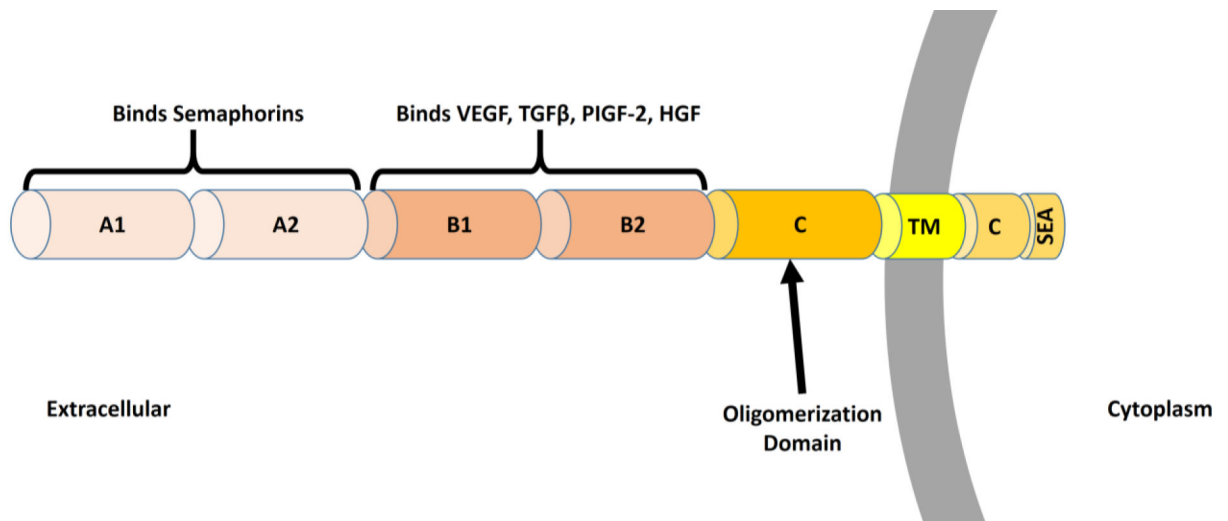 Binds Semaphorins
Binds VEGF, TGFβ, PIGF-2, HGF
A1
A2
B1
B2
C
TM
C
SEA
Extracellular
Oligomerization
Domain
Cytoplasm